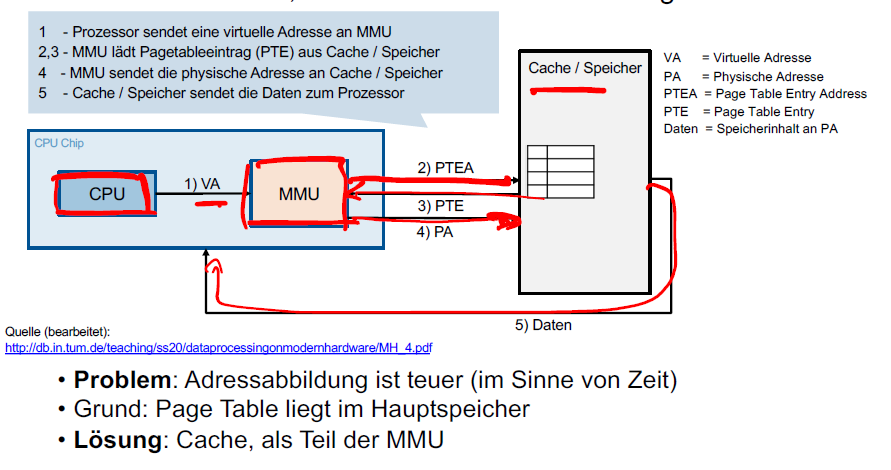 1 - Prozessor sendet eine virtuelle Adresse an MMU
2,3 - MMU lädt Pagetableeintrag (PTE) aus Cache / Speicher
4 - MMU sendet die physische Adresse an Cache / Speicher
5 - Cache / Speicher sendet die Daten zum Prozessor
Cache / Speicher
VA = Virtuelle Adresse
PA = Physische Adresse
PTEA = Page Table Entry Address
PTE = Page Table Entry
Daten = Speicherinhalt an PA
CPU Chip
CPU
1) VA
MMU
2) PTEA
3) PTE
4) PA
5) Daten
Quelle (bearbeitet):
http://db.in.tum.de/teaching/ss20/dataprocessingonmodernhardware/MH_4.pdf
• Problem: Adressabbildung ist teuer (im Sinne von Zeit)
• Grund: Page Table liegt im Hauptspeicher
• Lösung: Cache, als Teil der MMU